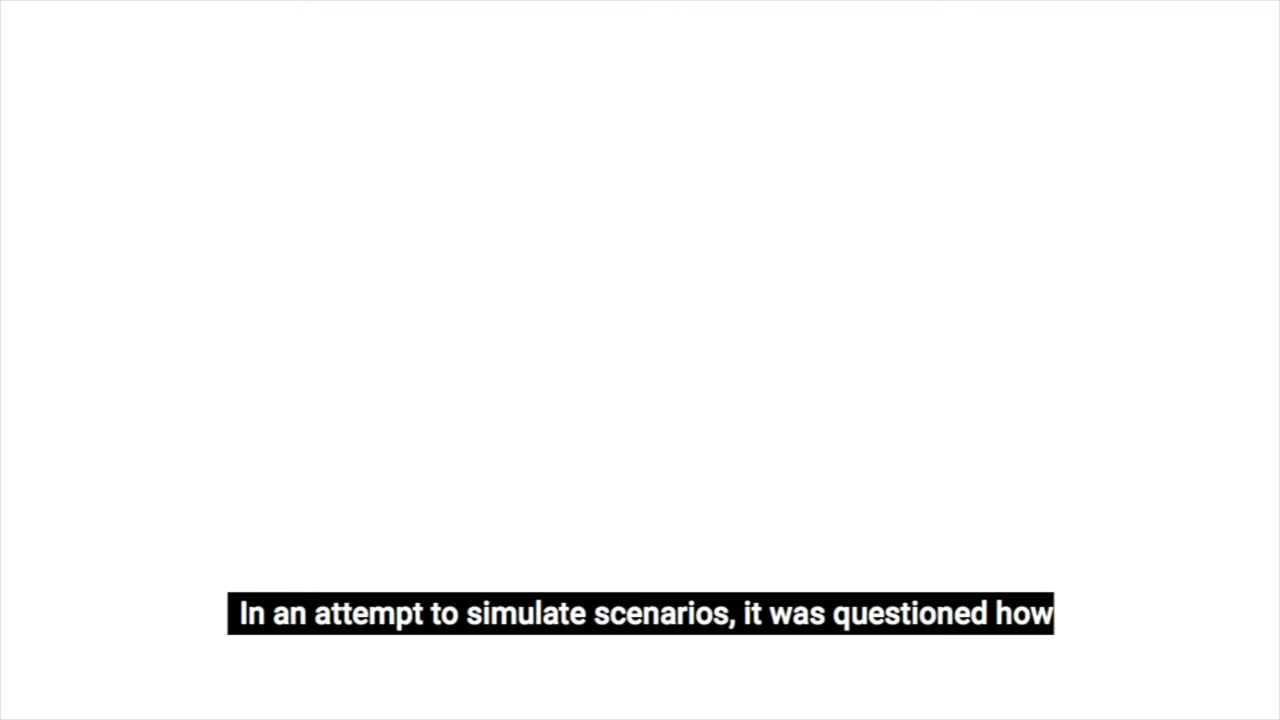 In an attempt to simulate scenarios, it was questioned how